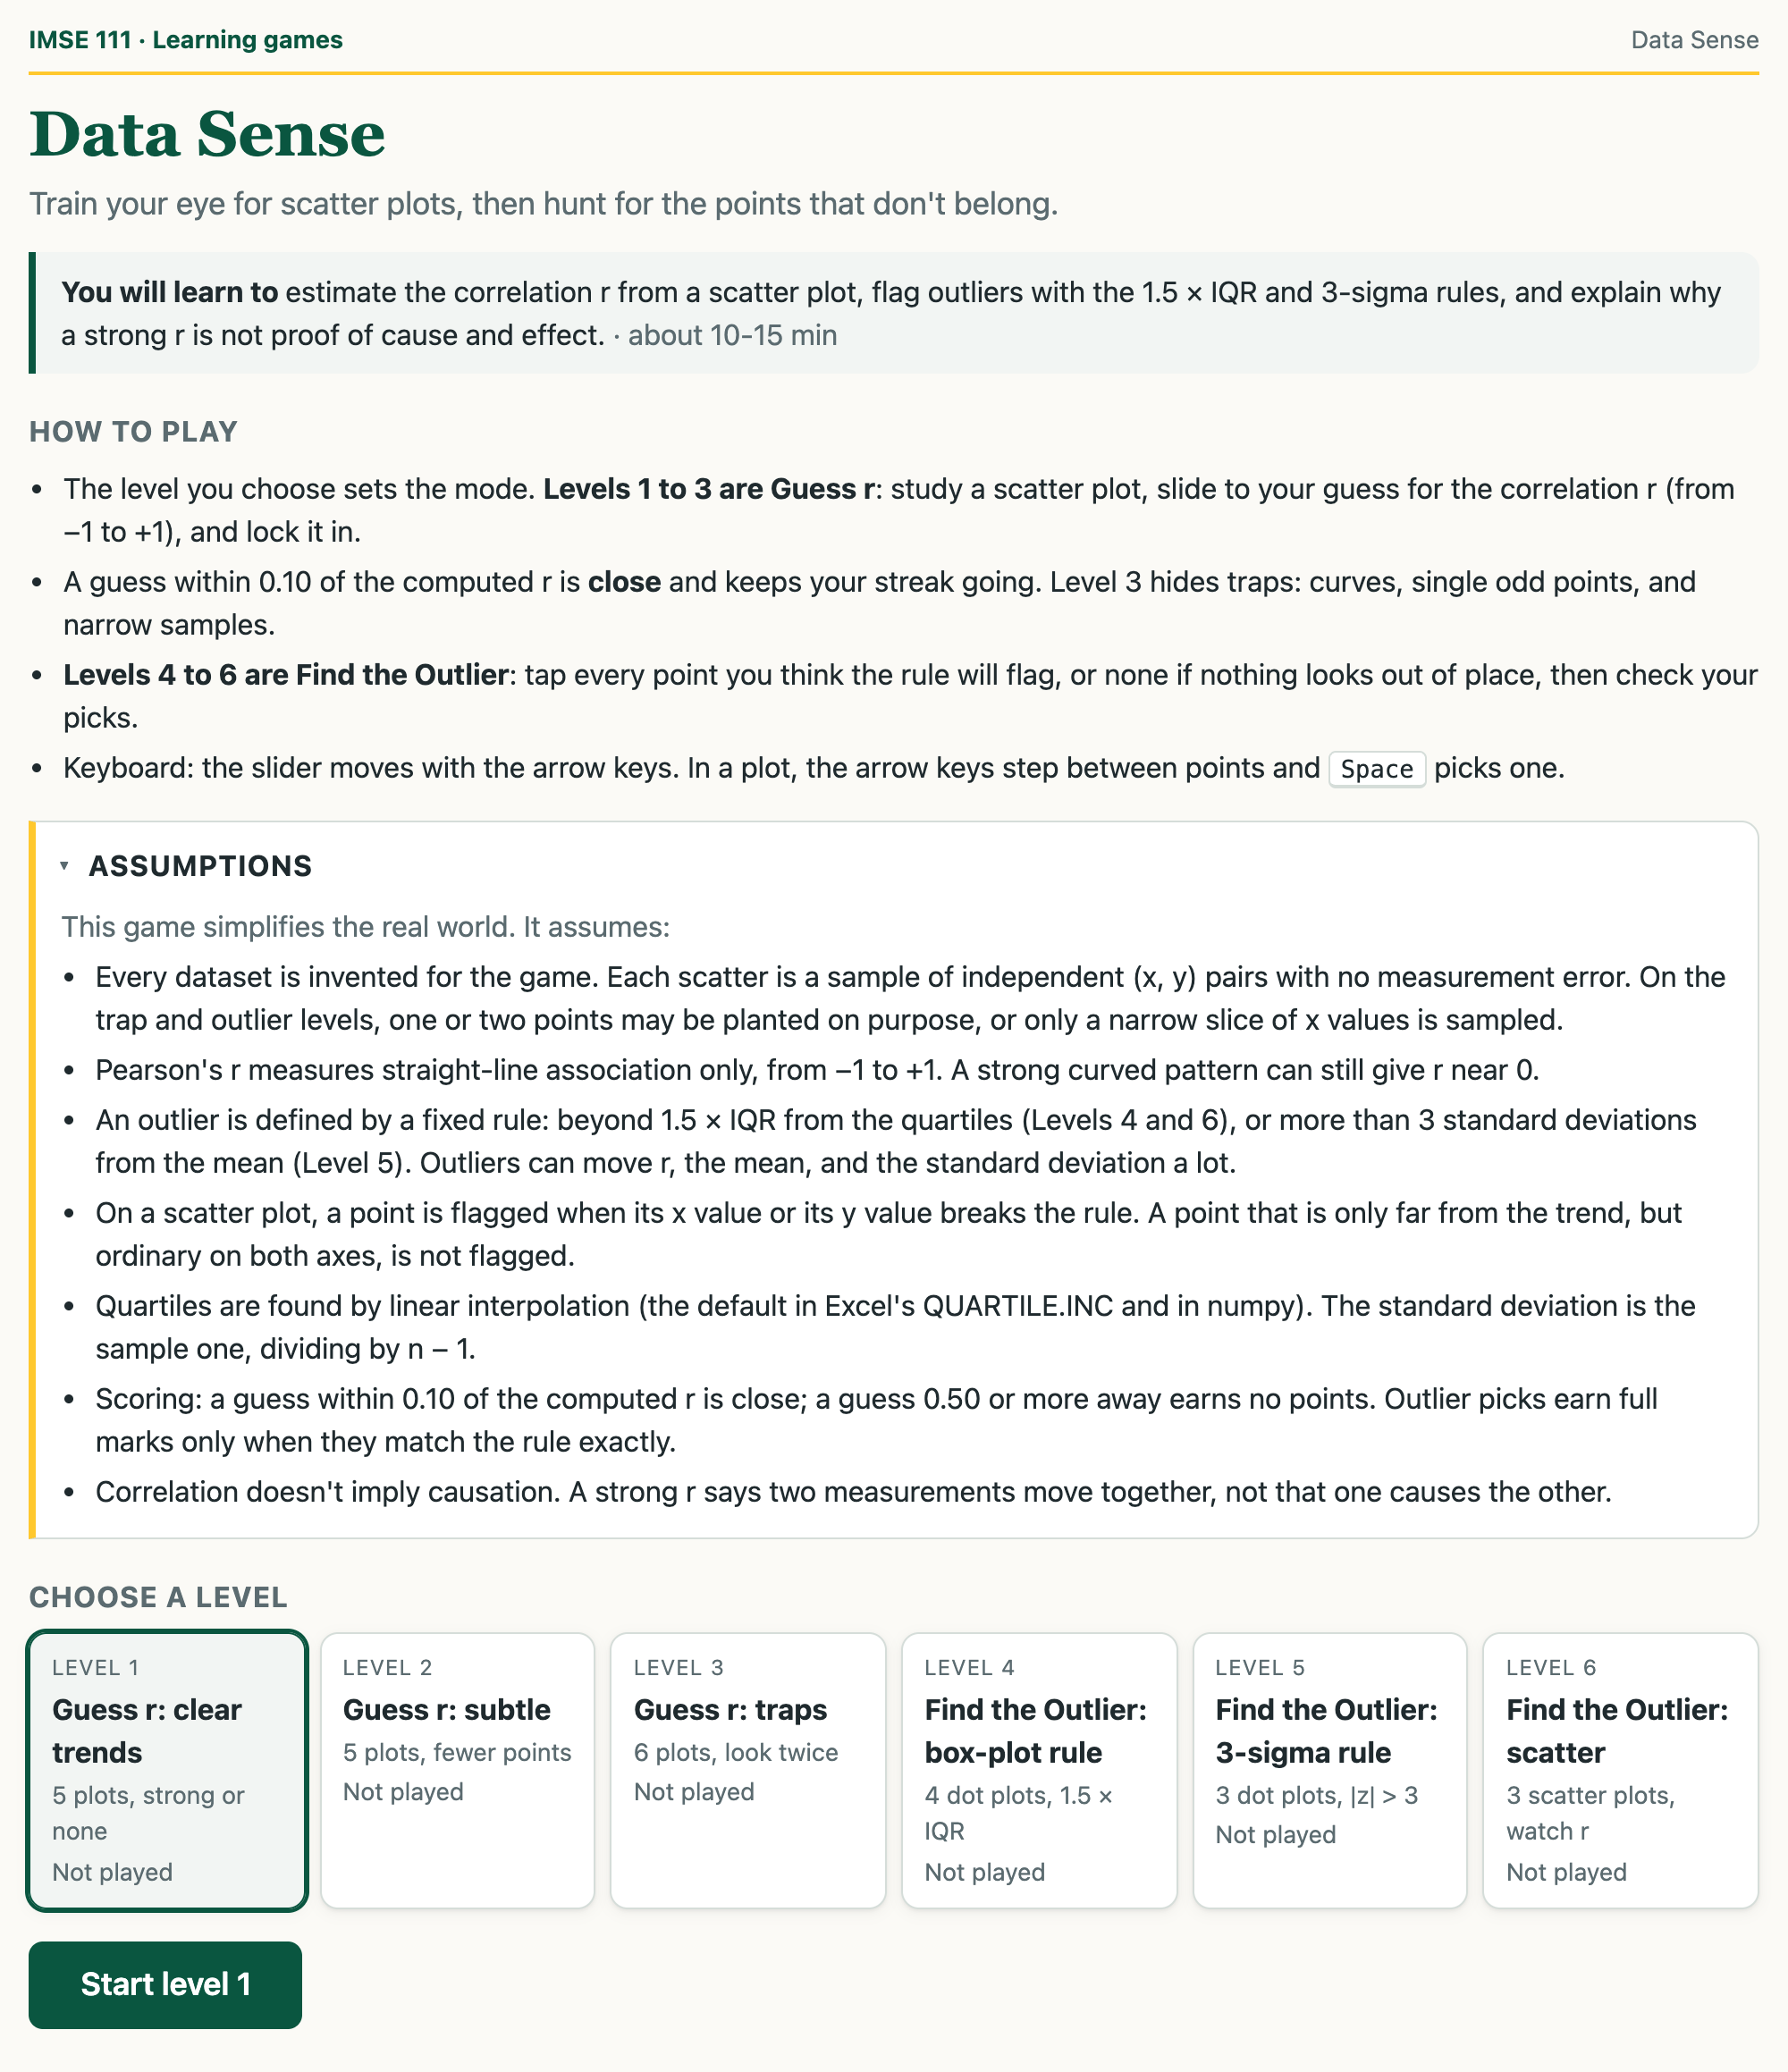 IMSE 111 · Learning games
Data Sense
Data Sense
Train your eye for scatter plots, then hunt for the points that don't belong.
You will learn to estimate the correlation r from a scatter plot, flag outliers with the 1.5 × IQR and 3-sigma rules, and explain why
a strong r is not proof of cause and effect. · about 10-15 min
HOW TO PLAY
• The level you choose sets the mode. Levels 1 to 3 are Guess r: study a scatter plot, slide to your guess for the correlation r (from
−1 to +1), and lock it in.
• A guess within 0.10 of the computed r is close and keeps your streak going. Level 3 hides traps: curves, single odd points, and
narrow samples.
• Levels 4 to 6 are Find the Outlier: tap every point you think the rule will flag, or none if nothing looks out of place, then check your
picks.
• Keyboard: the slider moves with the arrow keys. In a plot, the arrow keys step between points and Space picks one.
▾ ASSUMPTIONS
This game simplifies the real world. It assumes:
• Every dataset is invented for the game. Each scatter is a sample of independent (x, y) pairs with no measurement error. On the
trap and outlier levels, one or two points may be planted on purpose, or only a narrow slice of x values is sampled.
• Pearson's r measures straight-line association only, from −1 to +1. A strong curved pattern can still give r near 0.
• An outlier is defined by a fixed rule: beyond 1.5 × IQR from the quartiles (Levels 4 and 6), or more than 3 standard deviations
from the mean (Level 5). Outliers can move r, the mean, and the standard deviation a lot.
• On a scatter plot, a point is flagged when its x value or its y value breaks the rule. A point that is only far from the trend, but
ordinary on both axes, is not flagged.
• Quartiles are found by linear interpolation (the default in Excel's QUARTILE.INC and in numpy). The standard deviation is the
sample one, dividing by n − 1.
• Scoring: a guess within 0.10 of the computed r is close; a guess 0.50 or more away earns no points. Outlier picks earn full
marks only when they match the rule exactly.
• Correlation doesn't imply causation. A strong r says two measurements move together, not that one causes the other.
CHOOSE A LEVEL
LEVEL 1
Guess r: clear
trends
5 plots, strong or
none
Not played
LEVEL 2
Guess r: subtle
5 plots, fewer points
Not played
LEVEL 3
Guess r: traps
6 plots, look twice
Not played
LEVEL 4
Find the Outlier:
box-plot rule
4 dot plots, 1.5 ×
IQR
Not played
LEVEL 5
Find the Outlier:
3-sigma rule
3 dot plots, |z| > 3
Not played
LEVEL 6
Find the Outlier:
scatter
3 scatter plots,
watch r
Not played
Start level 1